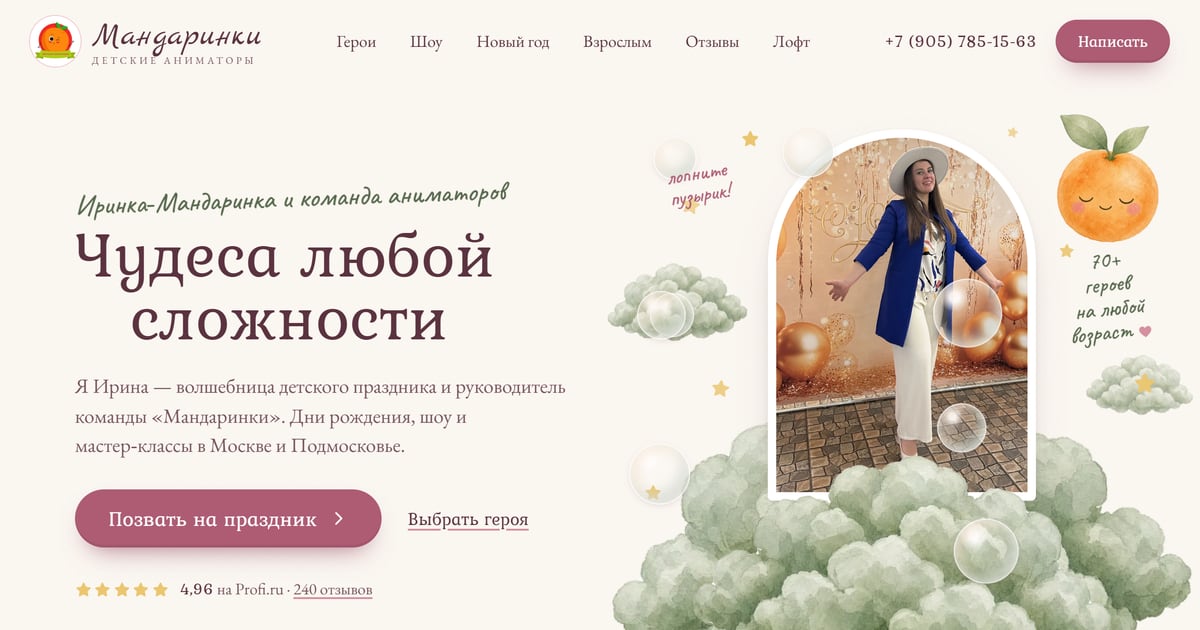 Мандаринки
ДЕТСКИЕ АНИМАТОРЫ
Герои
Шоу
Новый год
Взрослым
Отзывы
Лофт
+7 (905) 785-15-63
Написать
Иринка-Мандаринка и команда аниматоров
Чудеса любой
сложности
Я Ирина — волшебница детского праздника и руководитель
команды «Мандаринки». Дни рождения, шоу и
мастер-классы в Москве и Подмосковье.
Позвать на праздник
Выбрать героя
4,96 на Profi.ru · 240 отзывов
лопните
пузырик!
70+
героев
на любой
возраст